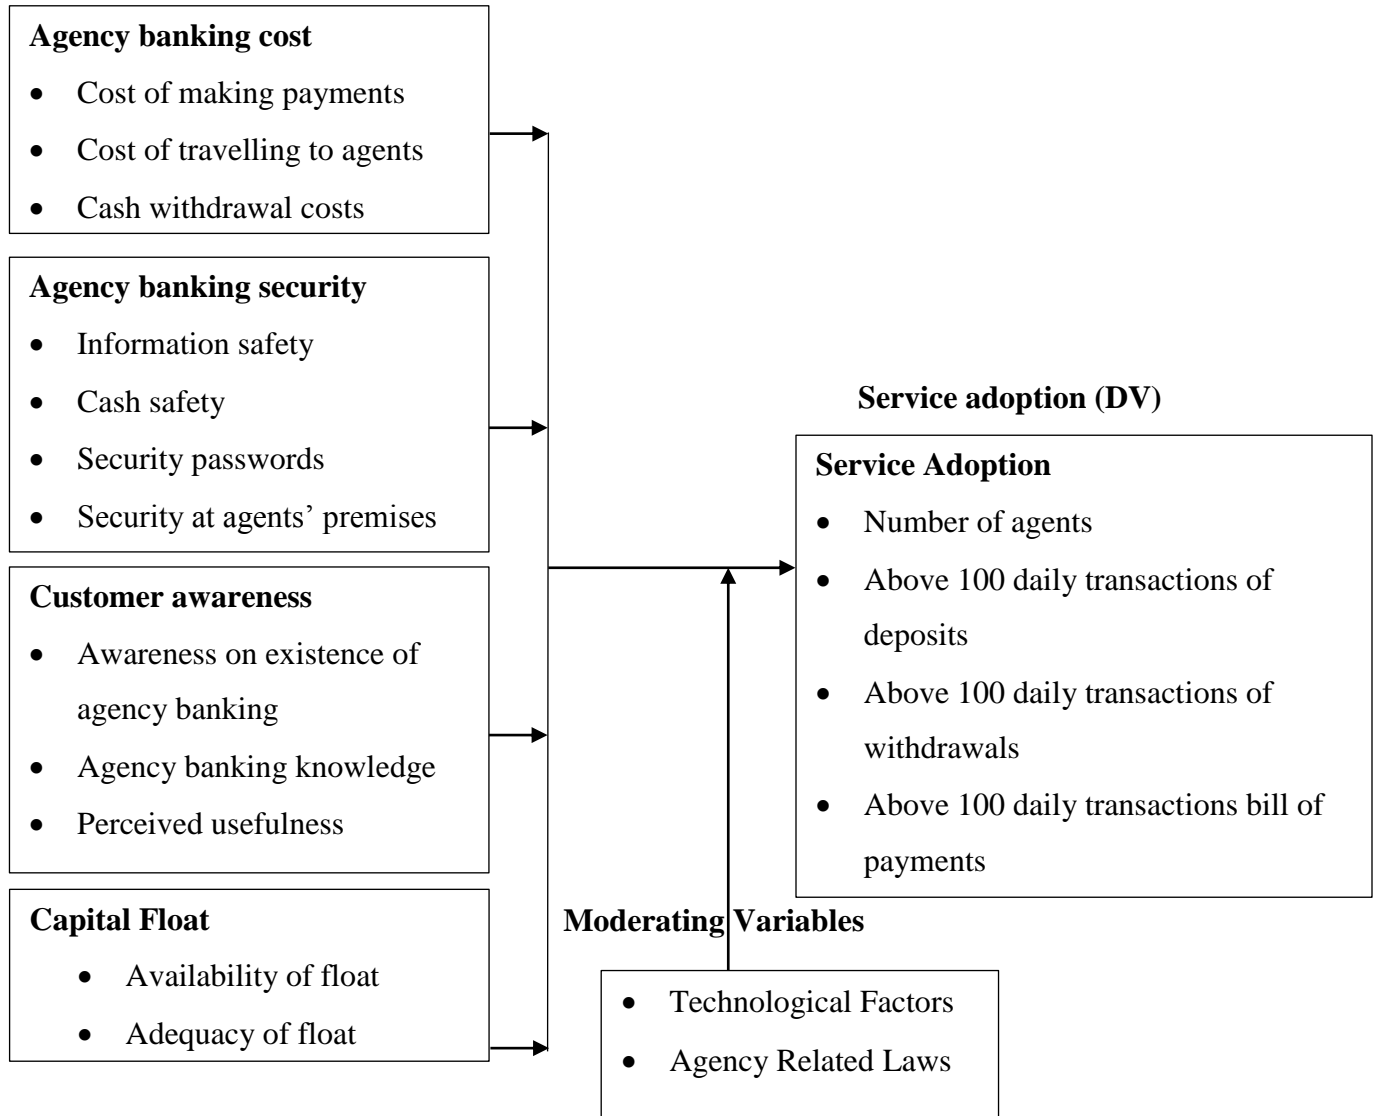 Agency banking cost
• Cost of making payments
• Cost of travelling to agents
• Cash withdrawal costs
Agency banking security
• Information safety
• Cash safety
• Security passwords
• Security at agents’ premises
Customer awareness
• Awareness on existence of
agency banking
• Agency banking knowledge
• Perceived usefulness
Capital Float
• Availability of float
• Adequacy of float
Service adoption (DV)
Service Adoption
• Number of agents
• Above 100 daily transactions of
deposits
• Above 100 daily transactions of
withdrawals
• Above 100 daily transactions bill of
payments
Moderating Variables
• Technological Factors
• Agency Related Laws